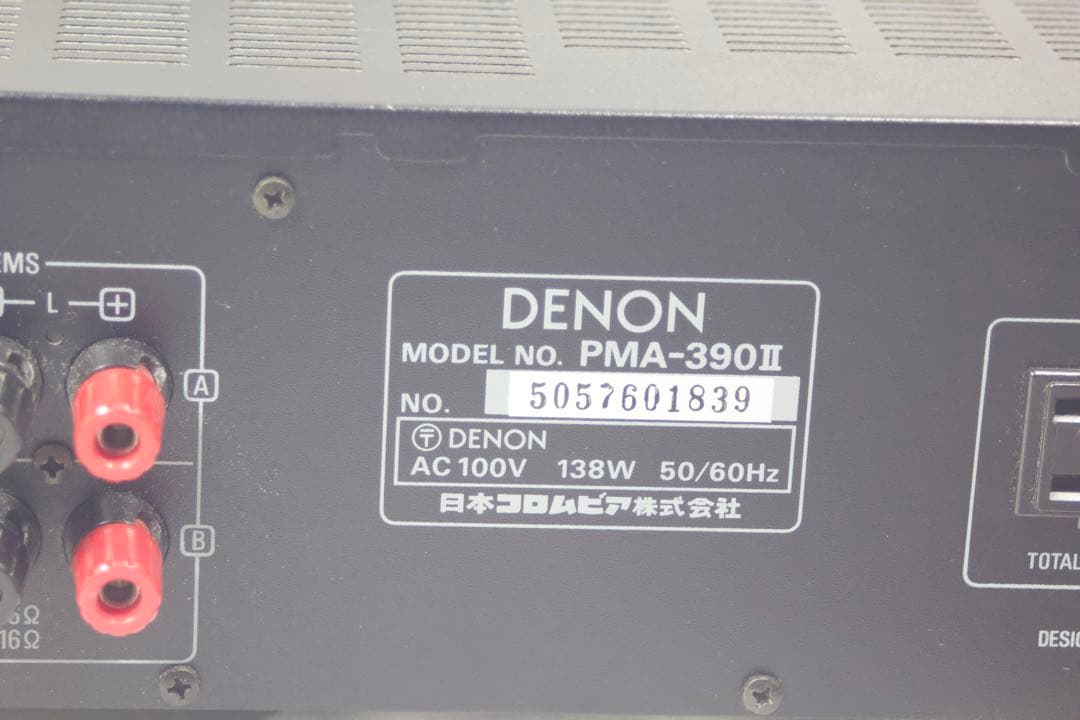 EMS
L +
A
B
6Ω
16Ω
DENON
MODEL NO. PMA-390Ⅱ
NO. 5057601839
〒 DENON
AC 100V 138W 50/60Hz
日本コロムビア株式会社
TOTAL
DESIG